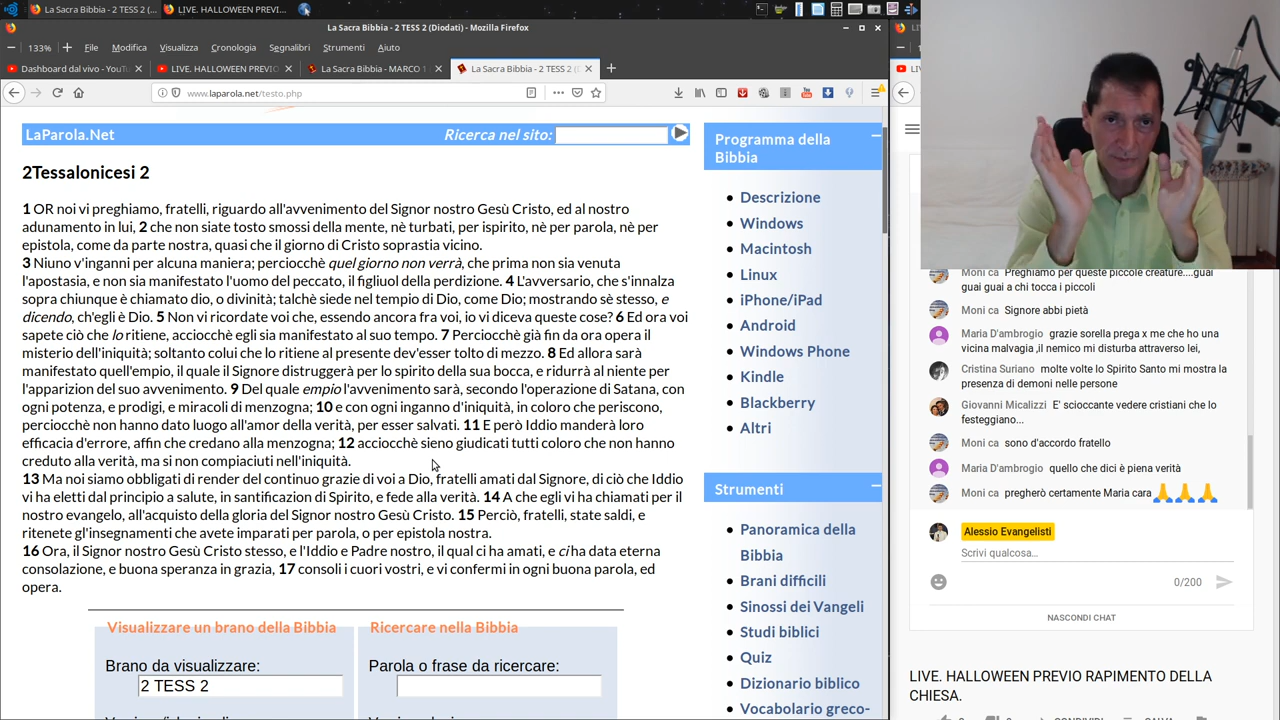 La Sacra Bibbia - 2 TESS 2 (...
LIVE. HALLOWEEN PREVI...
La Sacra Bibbia - 2 TESS 2 (Diodati) - Mozilla Firefox
133%
File
Modifica
Visualizza
Cronologia
Segnalibri
Strumenti
Aiuto
Dashboard dal vivo - YouTu
LIVE. HALLOWEEN PREVIO
La Sacra Bibbia - MARCO 1
La Sacra Bibbia - 2 TESS 2 (
www.laparola.net/testo.php
LaParola.Net
Ricerca nel sito:
2Tessalonicesi 2
1 OR noi vi preghiamo, fratelli, riguardo all'avvenimento del Signor nostro Gesù Cristo, ed al nostro
adunamento in lui, 2 che non siate tosto smossi della mente, nè turbati, per ispirito, nè per parola, nè per
epistola, come da parte nostra, quasi che il giorno di Cristo soprastia vicino.
3 Niuno v'inganni per alcuna maniera; perciocchè quel giorno non verrà, che prima non sia venuta
l'apostasia, e non sia manifestato l'uomo del peccato, il figliuol della perdizione. 4 L'avversario, che s'innalza
sopra chiunque è chiamato dio, o divinità; talchè siede nel tempio di Dio, come Dio; mostrando sè stesso, e
dicendo, ch'egli è Dio. 5 Non vi ricordate voi che, essendo ancora fra voi, io vi diceva queste cose? 6 Ed ora voi
sapete ciò che lo ritiene, acciocchè egli sia manifestato al suo tempo. 7 Perciocchè già fin da ora opera il
misterio dell'iniquità; soltanto colui che lo ritiene al presente dev'esser tolto di mezzo. 8 Ed allora sarà
manifestato quell'empio, il quale il Signore distruggerà per lo spirito della sua bocca, e ridurrà al niente per
l'apparizion del suo avvenimento. 9 Del quale empio l'avvenimento sarà, secondo l'operazione di Satana, con
ogni potenza, e prodigi, e miracoli di menzogna; 10 e con ogni inganno d'iniquità, in coloro che periscono,
perciocchè non hanno dato luogo all'amor della verità, per esser salvati. 11 E però Iddio manderà loro
efficacia d'errore, affin che credano alla menzogna; 12 acciocchè sieno giudicati tutti coloro che non hanno
creduto alla verità, ma si son compiaciuti nell'iniquità.
13 Ma noi siamo obbligati di render del continuo grazie di voi a Dio, fratelli amati dal Signore, di ciò che Iddio
vi ha eletti dal principio a salute, in santificazion di Spirito, e fede alla verità. 14 A che egli vi ha chiamati per il
nostro evangelo, all'acquisto della gloria del Signor nostro Gesù Cristo. 15 Perciò, fratelli, state saldi, e
ritenete gl'insegnamenti che avete imparati per parola, o per epistola nostra.
16 Ora, il Signor nostro Gesù Cristo stesso, e l'Iddio e Padre nostro, il qual ci ha amati, e ci ha data eterna
consolazione, e buona speranza in grazia, 17 consoli i cuori vostri, e vi confermi in ogni buona parola, ed
opera.
Visualizzare un brano della Bibbia
Ricercare nella Bibbia
Brano da visualizzare:
Parola o frase da ricercare:
2 TESS 2
Programma della
Bibbia
Descrizione
Windows
Macintosh
Linux
iPhone/iPad
Android
Windows Phone
Kindle
Blackberry
Altri
Strumenti
Panoramica della
Bibbia
Brani difficili
Sinossi dei Vangeli
Studi biblici
Quiz
Dizionario biblico
Vocabolario greco-
Moni ca Preghiamo per queste piccole creature....guai
guai guai a chi tocca i piccoli
Moni ca Signore abbi pietà
Maria D'ambrogio grazie sorella prega x me che ho una
vicina malvagia ,il nemico mi disturba attraverso lei,
Cristina Suriano molte volte lo Spirito Santo mi mostra la
presenza di demoni nelle persone
Giovanni Micalizzi E' scioccante vedere cristiani che lo
festeggiano...
Moni ca sono d'accordo fratello
Maria D'ambrogio quello che dici è piena verità
Moni ca pregherò certamente Maria cara 🙏🙏🙏
Alessio Evangelisti
Scrivi qualcosa...
0/200
NASCONDI CHAT
LIVE. HALLOWEEN PREVIO RAPIMENTO DELLA
CHIESA.